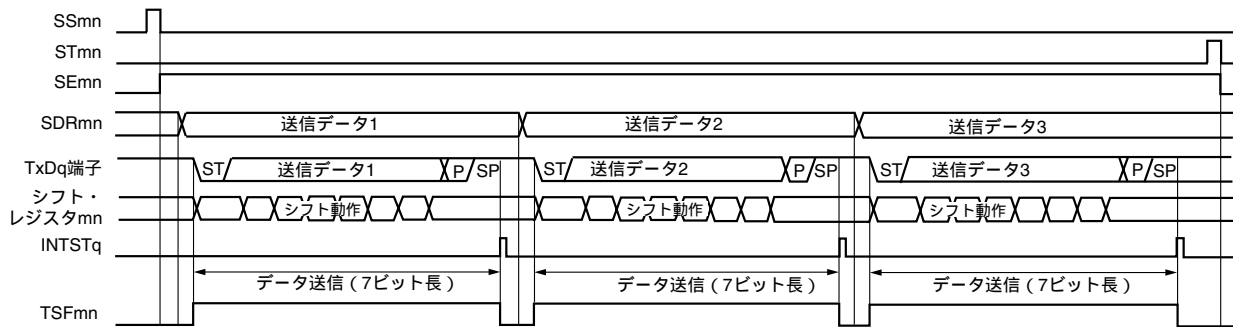 SSmn
STmn
SEmn
SDRmn 送信データ1 送信データ2 送信データ3
TxDq端子 ST 送信データ1 P SP ST 送信データ2 P SP ST 送信データ3 P SP
シフト・
レジスタmn シフト動作 シフト動作 シフト動作
INTSTq
データ送信(7ビット長) データ送信(7ビット長) データ送信(7ビット長)
TSFmn